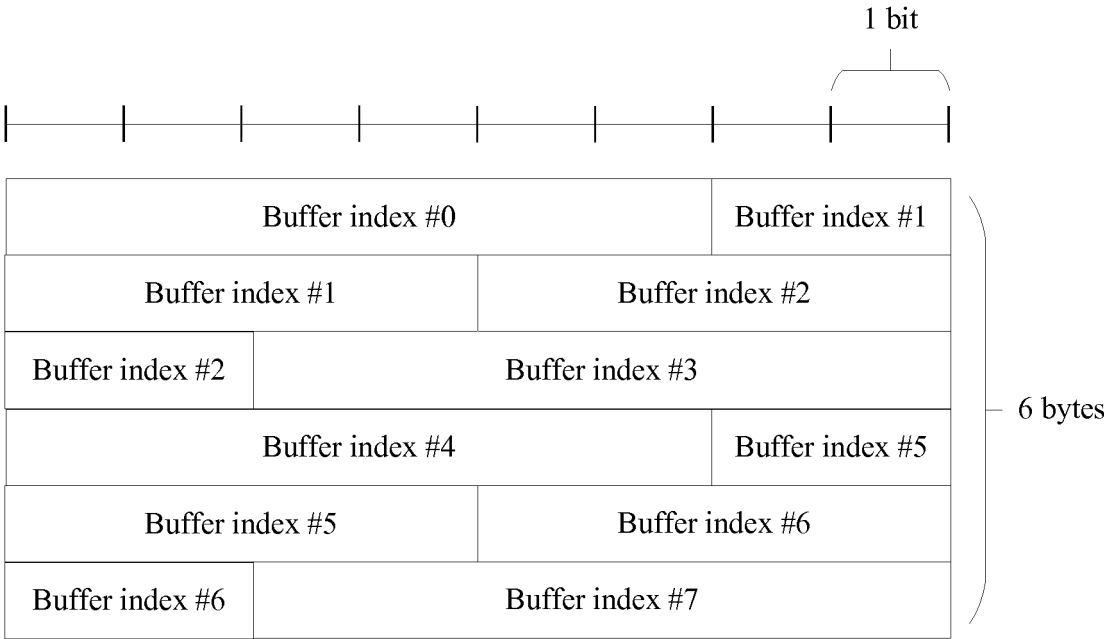 1 bit
Buffer index #0 Buffer index #1
Buffer index #1 Buffer index #2
Buffer index #2 Buffer index #3
Buffer index #4 Buffer index #5
Buffer index #5 Buffer index #6
Buffer index #6 Buffer index #7
6 bytes